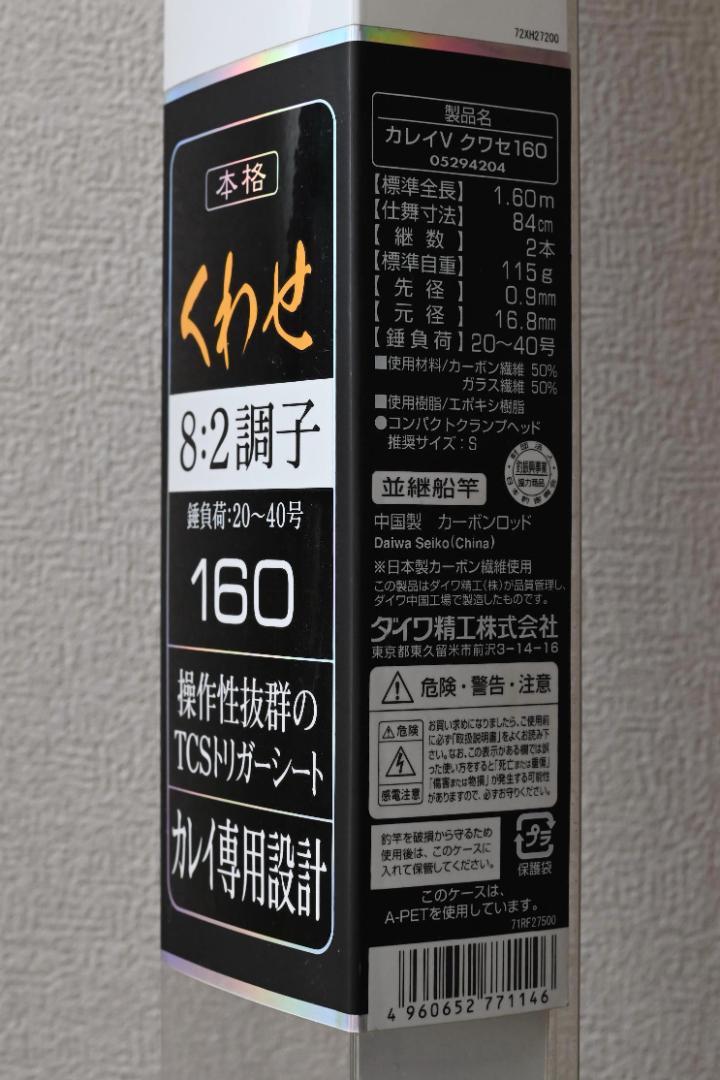 72XH27200
本格
くわせ
8:2調子
錘負荷:20〜40号
160
操作性抜群の
TCSトリガーシート
カレイ専用設計
製品名
カレイV クワセ160
05294204
【標準全長】 1.60m
【仕舞寸法】 84cm
【継数】 2本
【標準自重】 115g
【先径】 0.9mm
【元径】 16.8mm
【錘負荷】 20〜40号
■使用材料/カーボン繊維 50%
ガラス繊維 50%
■使用樹脂/エポキシ樹脂
●コンパクトクランプヘッド
推奨サイズ:S
釣振興事業
協力商品
並継船竿
中国製 カーボンロッド
Daiwa Seiko(China)
※日本製カーボン繊維使用
この製品はダイワ精工(株)が品質管理し、
ダイワ中国工場で製造したものです。
ダイワ精工株式会社
東京都東久留米市前沢3-14-16
危険・警告・注意
危険
感電注意
お買い求めになりましたら、ご使用前
に必ず「取扱説明書」をよくお読み下
さい。なお、この表示がある欄では誤
った使い方をすると「死亡または重傷」
「傷害または物損」が発生する可能性
がありますので、必ずお守りください。
釣竿を破損から守るため
使用後は、このケースに
入れて保管してください。
プラ
保護袋
このケースは、
A-PETを使用しています。
71RF27500
4 960652 771146